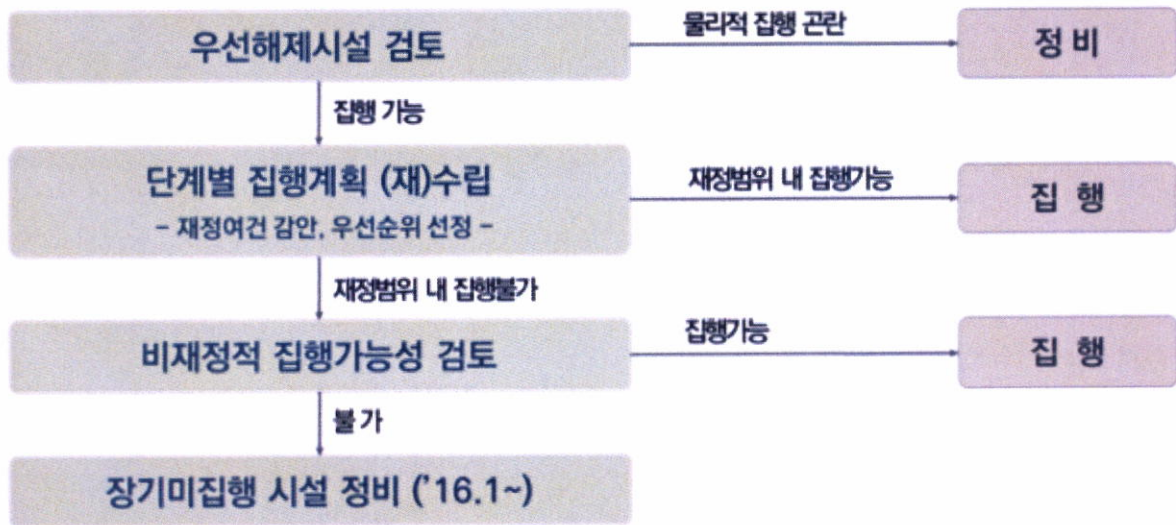 우선해제시설 검토
물리적 집행 곤란
정 비
집행 가능
단계별 집행계획 (재)수립
- 재정여건 감안, 우선순위 선정 -
재정범위 내 집행가능
집 행
재정범위 내 집행불가
비재정적 집행가능성 검토
집행가능
집 행
불 가
장기미집행 시설 정비 ('16.1~)